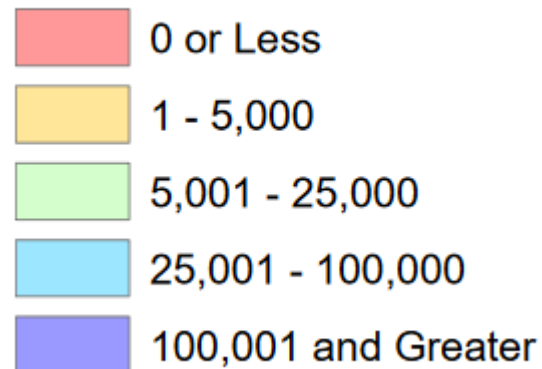 0 or Less
1 - 5,000
5,001 - 25,000
25,001 - 100,000
100,001 and Greater